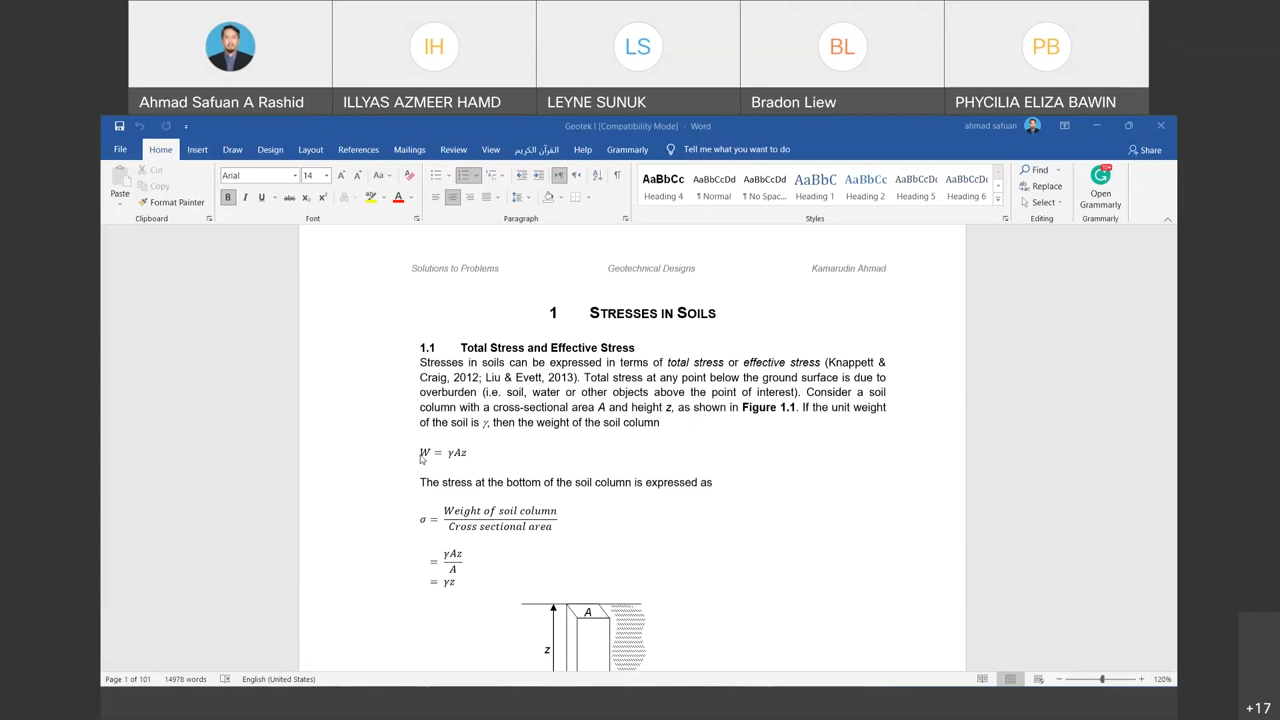 IH
LS
BL
PB
Ahmad Safuan A Rashid
ILLYAS AZMEER HAMD
LEYNE SUNUK
Bradon Liew
PHYCILIA ELIZA BAWIN
Geotek I [Compatibility Mode] - Word
ahmad safuan
File Home Insert Draw Design Layout References Mailings Review View القرآن الكريم Help Grammarly Tell me what you want to do
Share
Paste
Cut
Copy
Format Painter
Clipboard
Arial 14
Font
Paragraph
AaBbCc AaBbCcDd AaBbCcDd AaBbC AaBbCc AaBbCcDd AaBbCcDd
Heading 4 ¶ Normal ¶ No Spac... Heading 1 Heading 2 Heading 5 Heading 6
Styles
Find
Replace
Select
Editing
Open
Grammarly
Grammarly
Solutions to Problems Geotechnical Designs Kamarudin Ahmad
1 STRESSES IN SOILS
1.1 Total Stress and Effective Stress
Stresses in soils can be expressed in terms of total stress or effective stress (Knappett &
Craig, 2012; Liu & Evett, 2013). Total stress at any point below the ground surface is due to
overburden (i.e. soil, water or other objects above the point of interest). Consider a soil
column with a cross-sectional area A and height z, as shown in Figure 1.1. If the unit weight
of the soil is γ, then the weight of the soil column
W = γAz
The stress at the bottom of the soil column is expressed as
σ = Weight of soil column
Cross sectional area
= γAz
A
= γz
A
z
Page 1 of 101 14978 words English (United States) 120%
+17